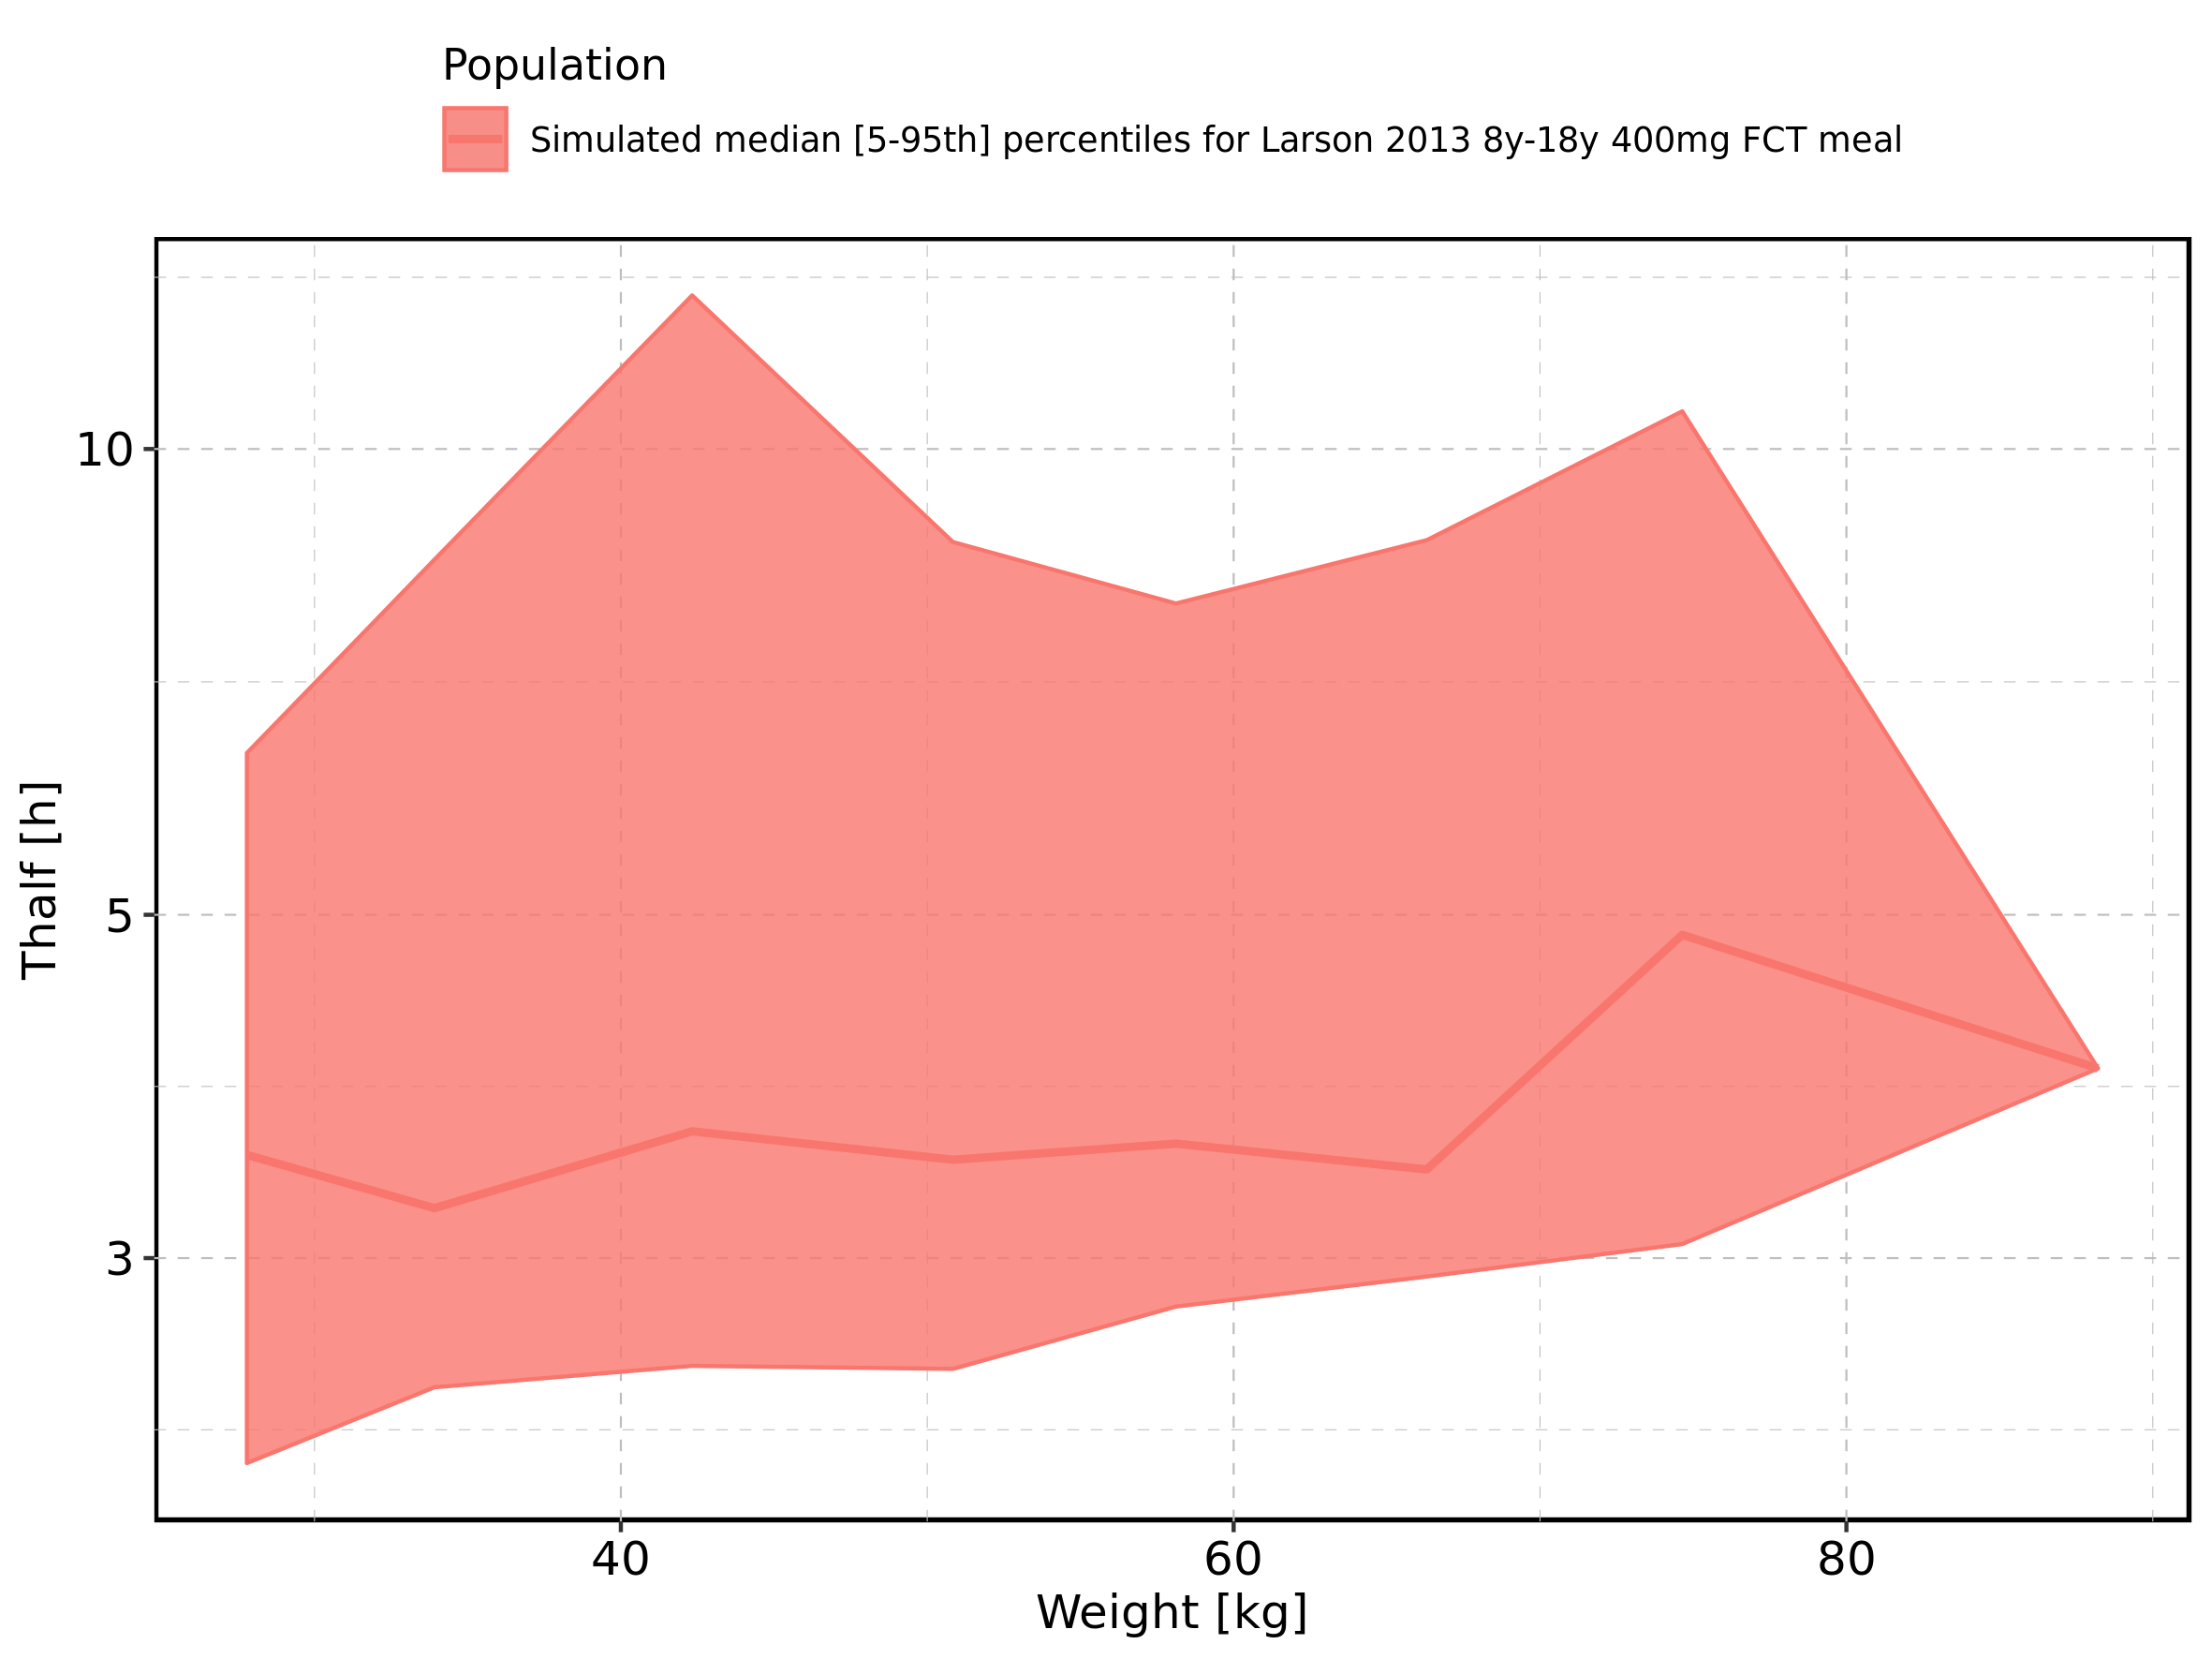 Population
Simulated median [5-95th] percentiles for Larson 2013 8y-18y 400mg FCT meal
10
5
3
Thalf [h]
40 60 80
Weight [kg]